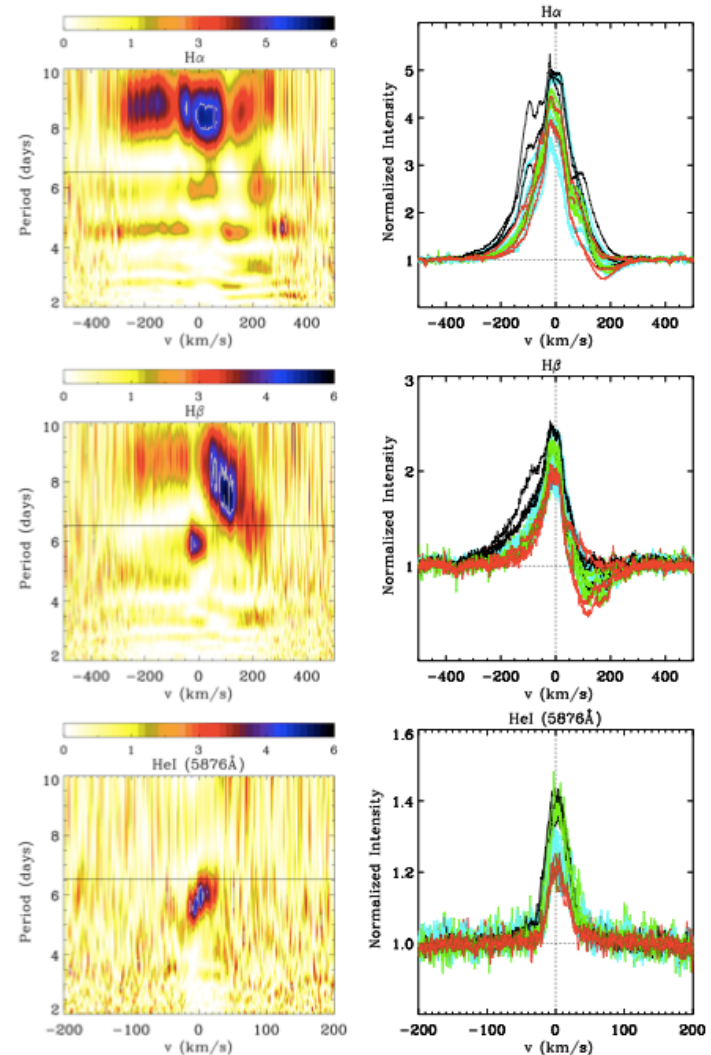 0 1 3 4 5 6
Hα
10
8
6
4
2
Period (days)
−400 −200 0 200 400
v (km/s)
Hα
5
4
3
2
1
Normalized Intensity
−400 −200 0 200 400
v (km/s)
0 1 3 4 6
Hβ
10
8
6
4
2
Period (days)
−400 −200 0 200 400
v (km/s)
Hβ
3
2
1
Normalized Intensity
−400 −200 0 200 400
v (km/s)
0 1 3 4 6
HeI (5876Å)
10
8
6
4
2
Period (days)
−200 −100 0 100 200
v (km/s)
HeI (5876Å)
1.6
1.4
1.2
1.0
Normalized Intensity
−200 −100 0 100 200
v (km/s)